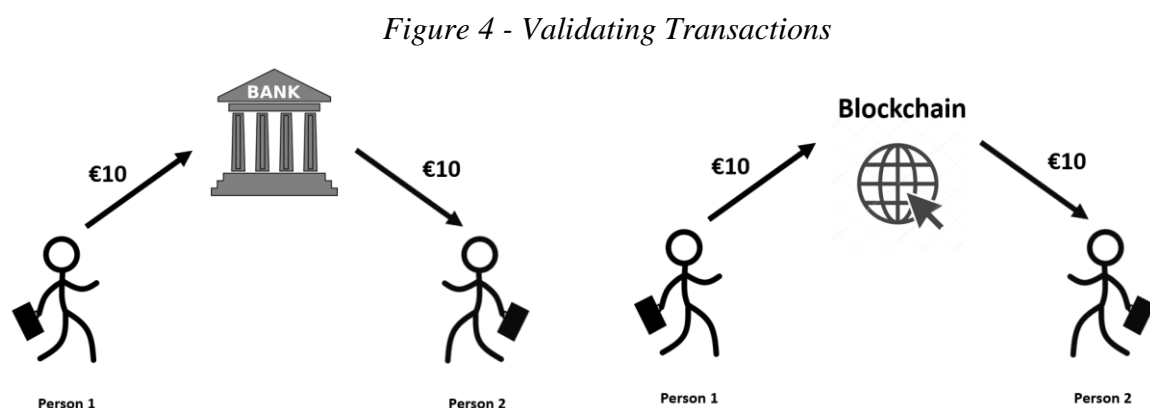 Figure 4 - Validating Transactions
BANK
€10
€10
Person 1
Person 2
Blockchain
€10
€10
Person 1
Person 2